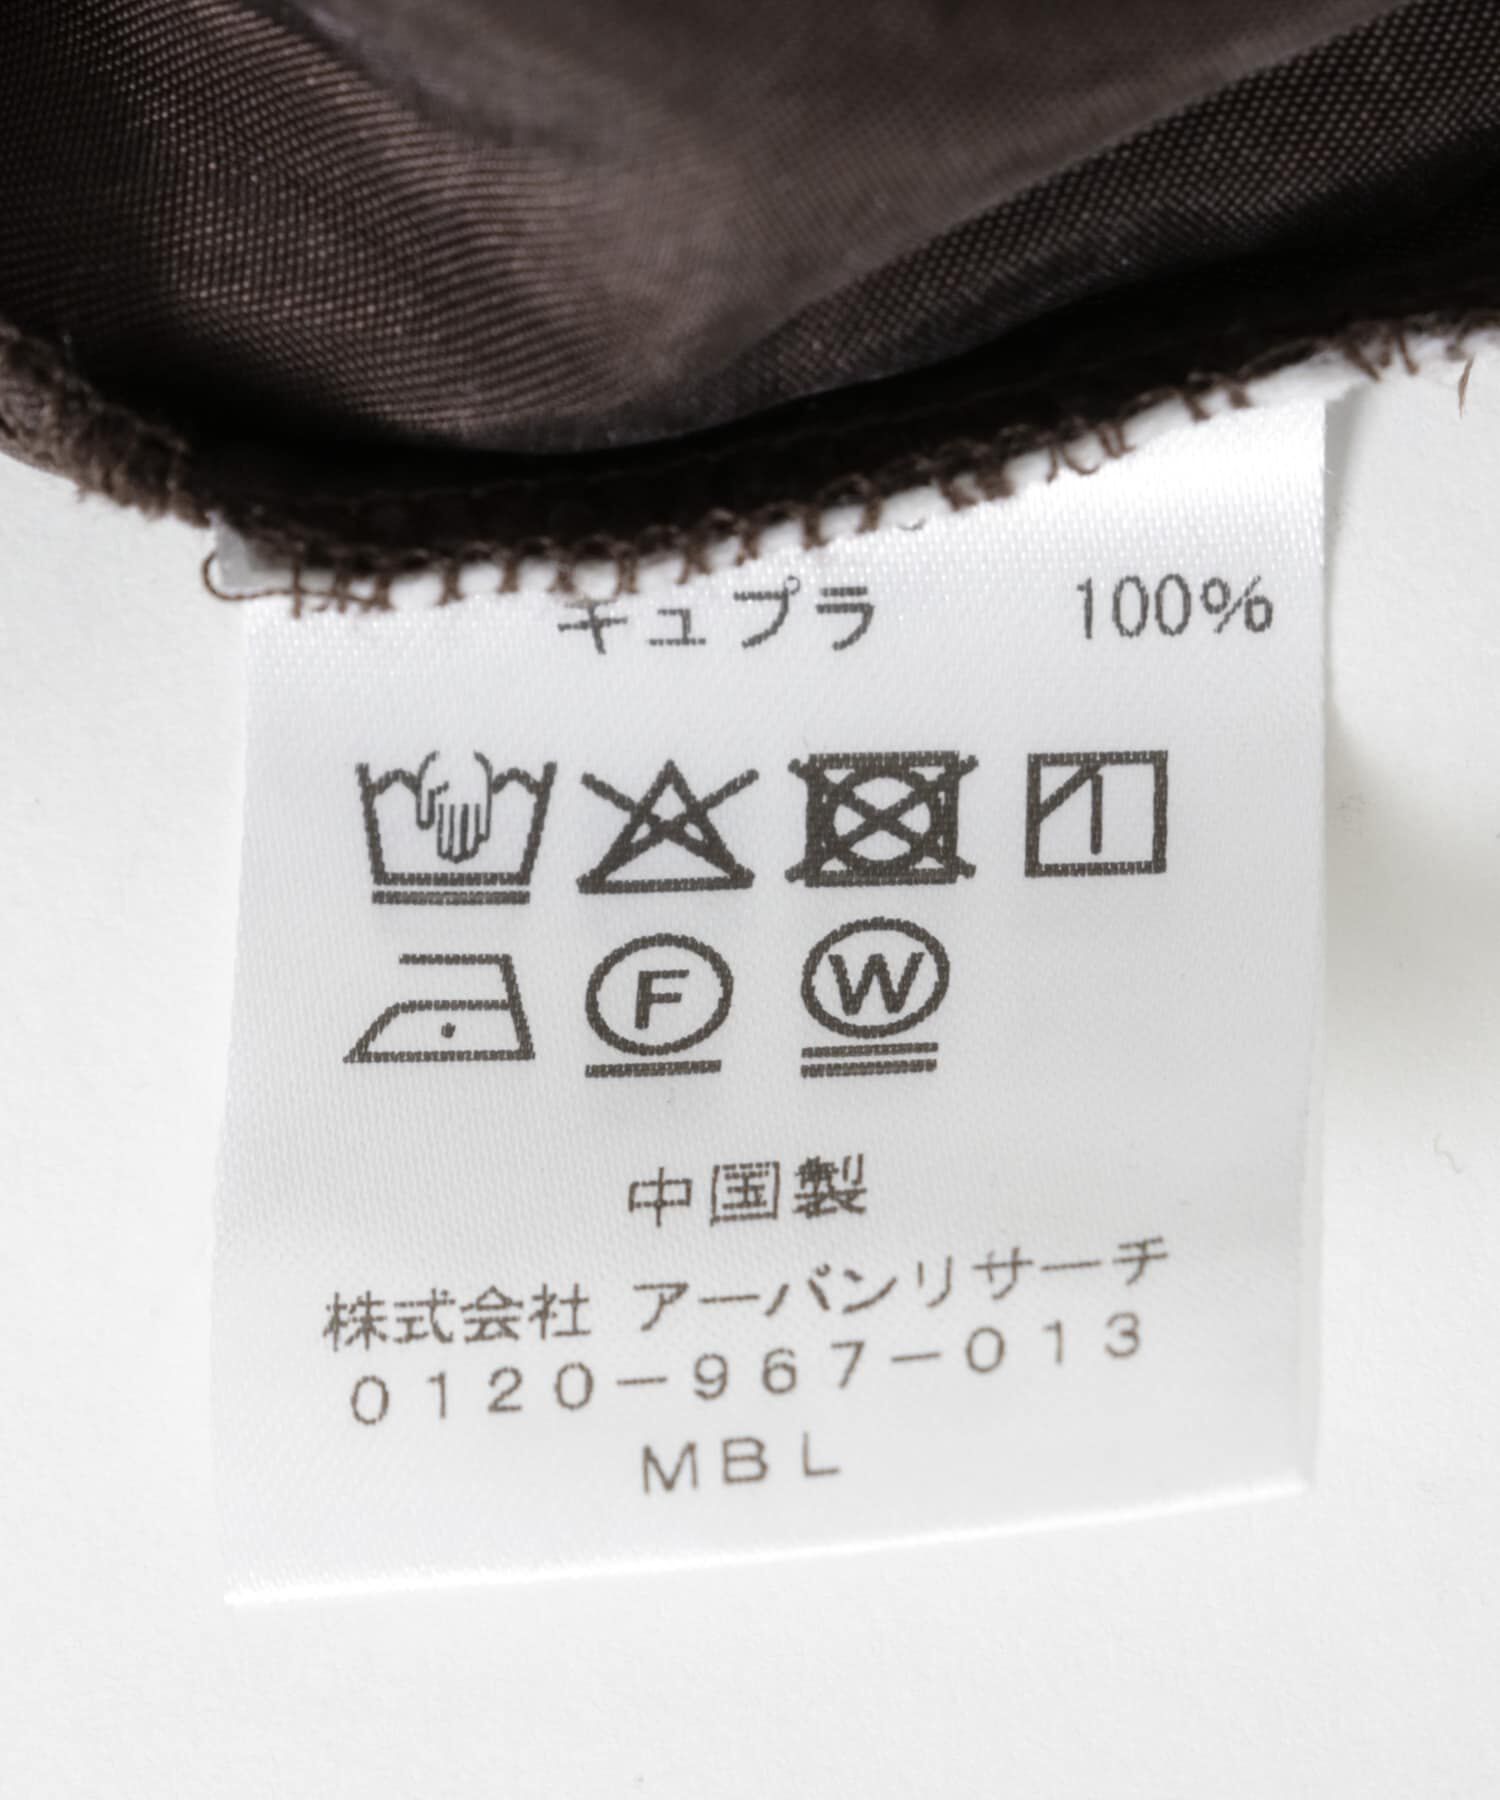 キュプラ 100%
F W
中国製
株式会社 アーバンリサーチ
0120-967-013
MBL